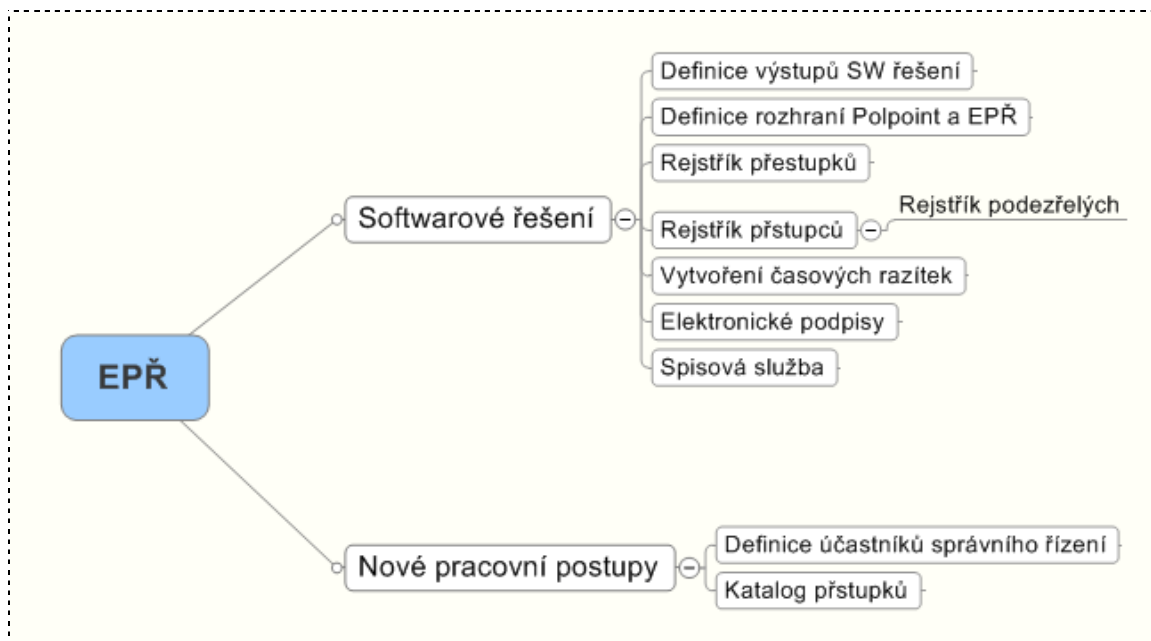 EPŘ
Softwarové řešení
Definice výstupů SW řešení
Definice rozhraní Polpoint a EPŘ
Rejstřík přestupků
Rejstřík přstupců
Rejstřík podezřelých
Vytvoření časových razítek
Elektronické podpisy
Spisová služba
Nové pracovní postupy
Definice účastníků správního řízení
Katalog přstupků